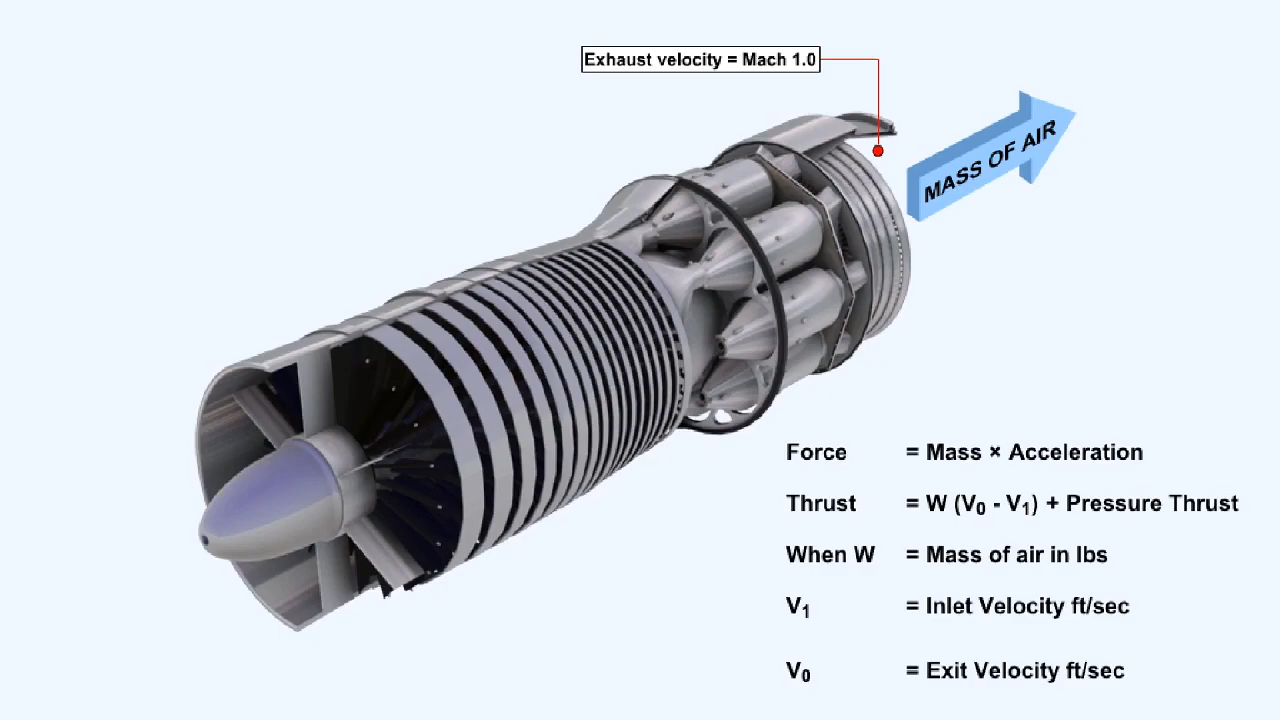 Exhaust velocity = Mach 1.0
MASS OF AIR
Force = Mass × Acceleration
Thrust = W (V₀ - V₁) + Pressure Thrust
When W = Mass of air in lbs
V₁ = Inlet Velocity ft/sec
V₀ = Exit Velocity ft/sec